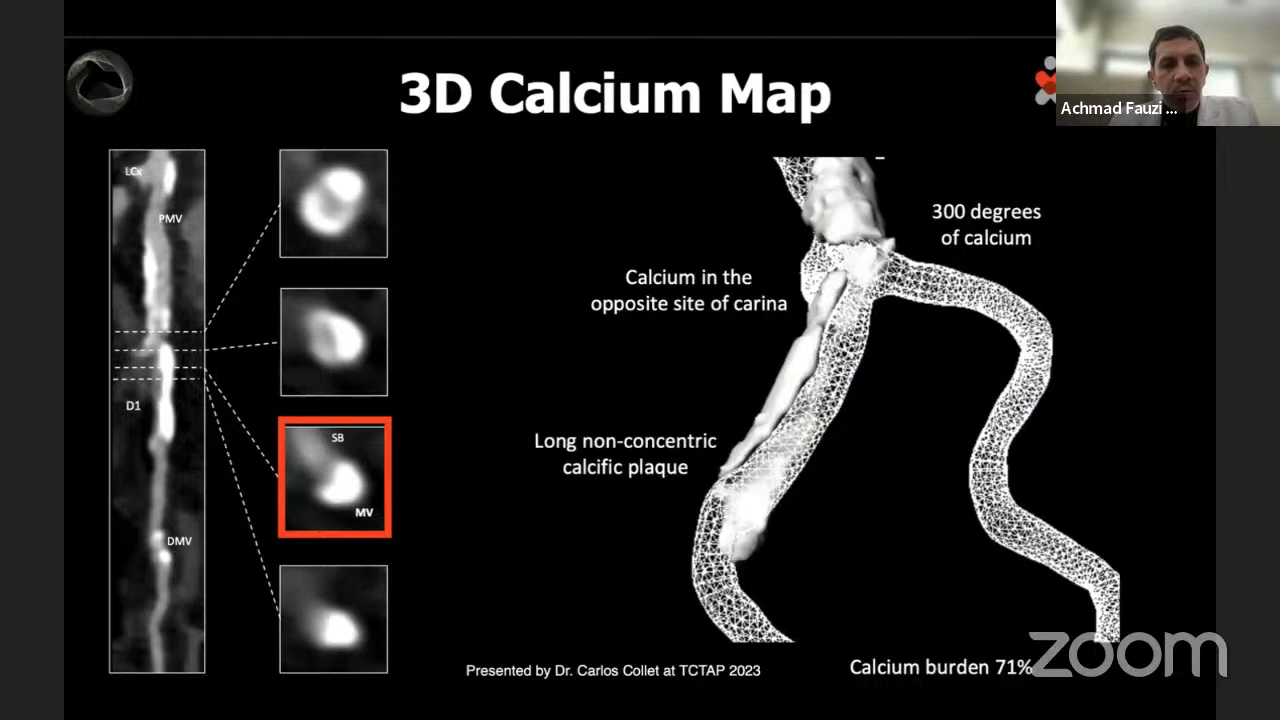 3D Calcium Map
Achmad Fauzi ...
LCx
PMV
D1
DMV
SB
MV
300 degrees
of calcium
Calcium in the
opposite site of carina
Long non-concentric
calcific plaque
Presented by Dr. Carlos Collet at TCTAP 2023
Calcium burden 71%
zoom